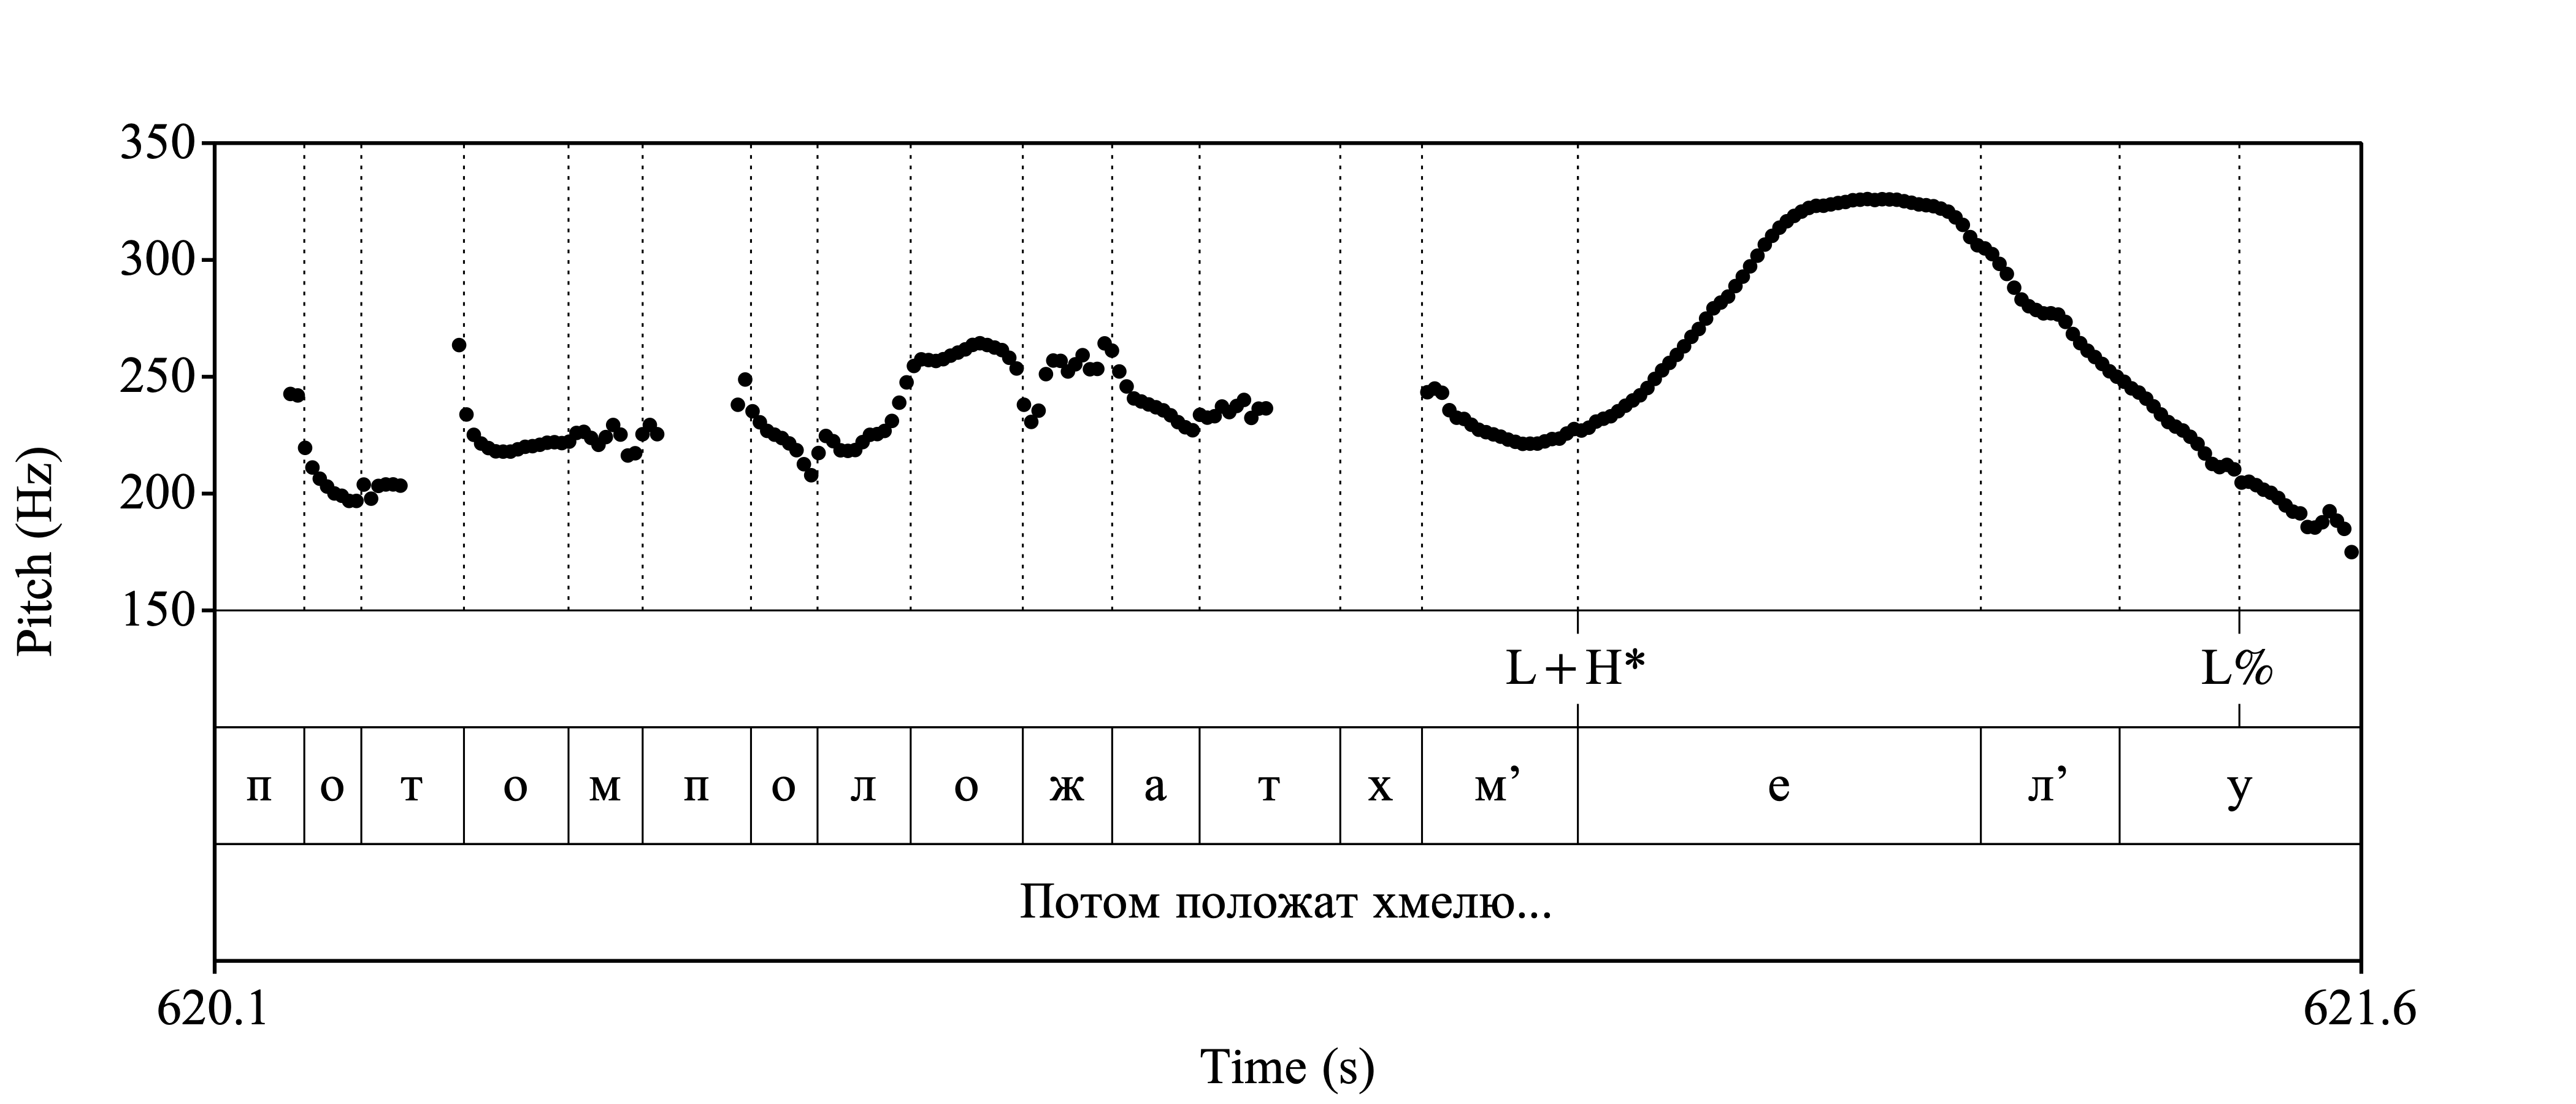 350
300
250
200
150
Pitch (Hz)
L+H* L%
п о т о м п о л о ж а т х м’ е л’ у
Потом положат хмелю...
620.1 621.6
Time (s)